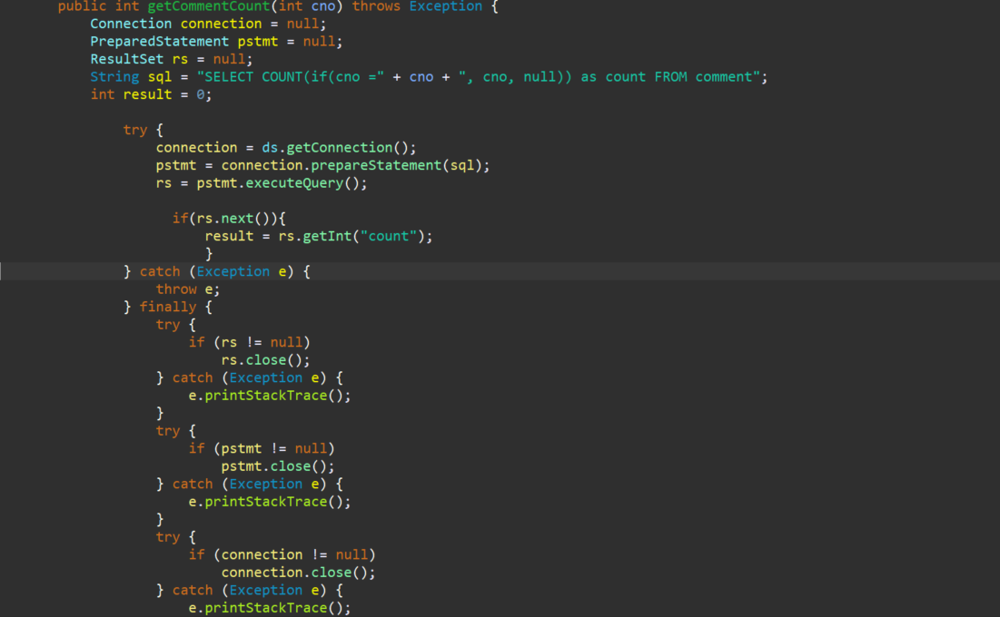 public int getCommentCount(int cno) throws Exception {
Connection connection = null;
PreparedStatement pstmt = null;
ResultSet rs = null;
String sql = "SELECT COUNT(if(cno =" + cno + ", cno, null)) as count FROM comment";
int result = 0;
try {
connection = ds.getConnection();
pstmt = connection.prepareStatement(sql);
rs = pstmt.executeQuery();
if(rs.next()){
result = rs.getInt("count");
}
} catch (Exception e) {
throw e;
} finally {
try {
if (rs != null)
rs.close();
} catch (Exception e) {
e.printStackTrace();
}
try {
if (pstmt != null)
pstmt.close();
} catch (Exception e) {
e.printStackTrace();
}
try {
if (connection != null)
connection.close();
} catch (Exception e) {
e.printStackTrace();